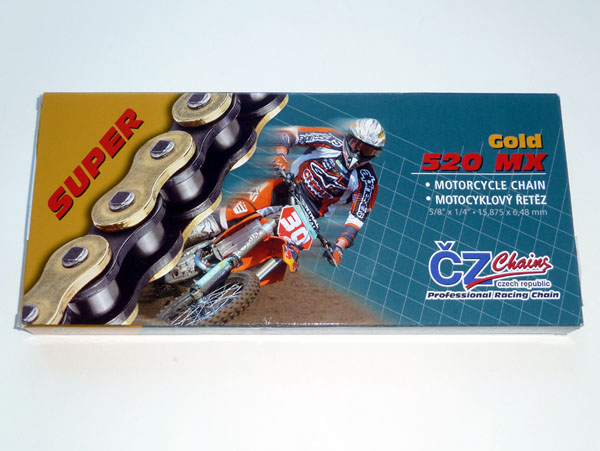 SUPER
Gold
520 MX
• MOTORCYCLE CHAIN
• MOTOCYKLOVÝ ŘETĚZ
5/8" x 1/4" • 15,875 x 6,48 mm
ČZ Chains
czech republic
Professional Racing Chain
30